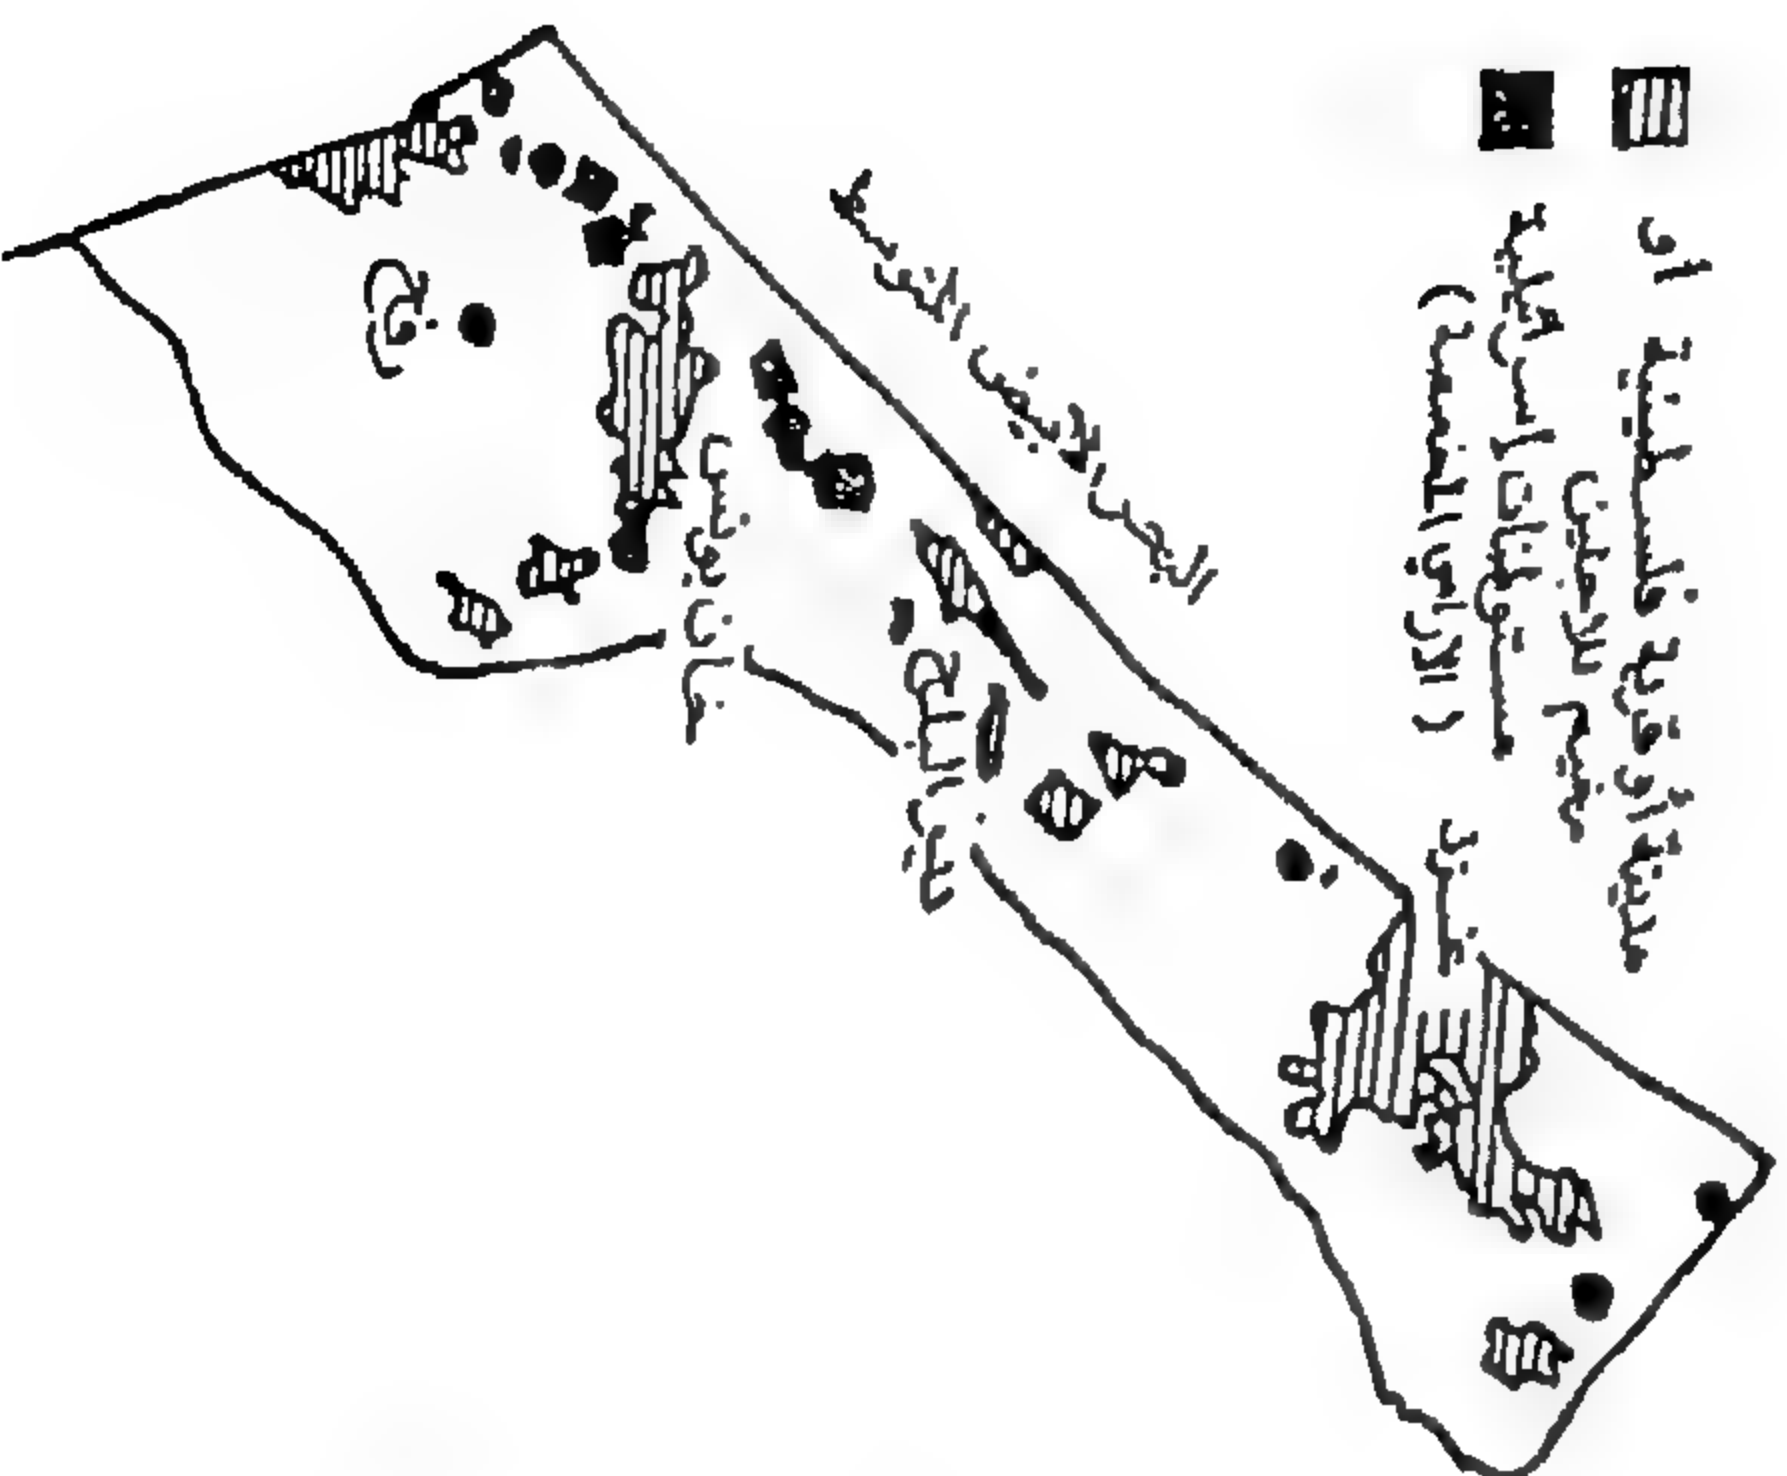 مدينة أو قرية فلسطينية أو
مخيم للاجئين
مستوطنات إسرائيلية
(الأراضي
البحر الأبيض المتوسط
غزة
دير البلح
خان يونس
رفح